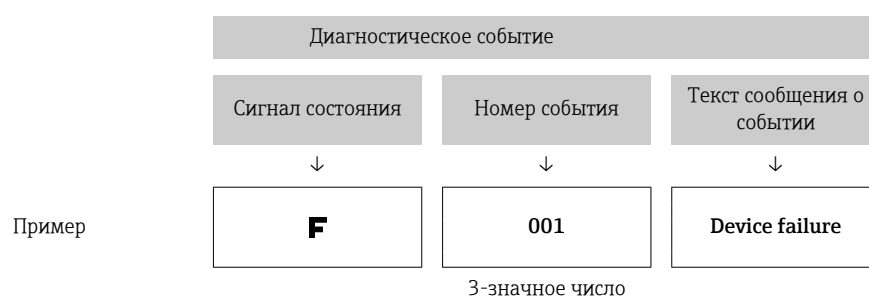 Диагностическое событие
Сигнал состояния
Номер события
Текст сообщения о
событии
↓ ↓ ↓
Пример
F
001
Device failure
3-значное число